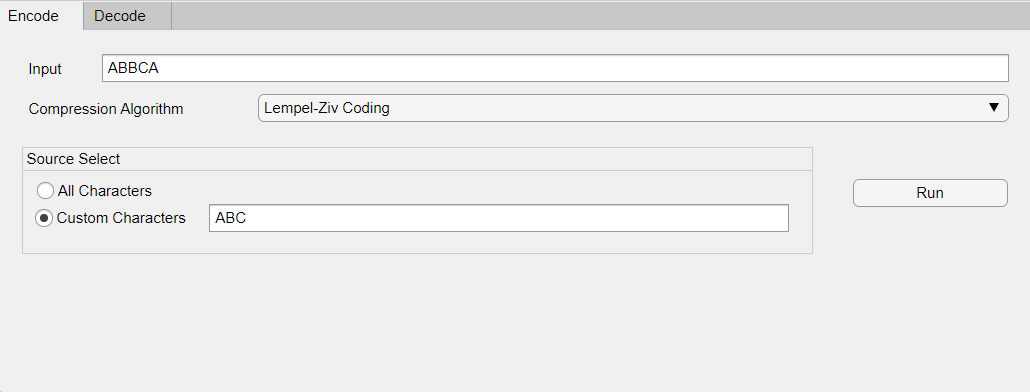 Encode Decode
Input ABBCA
Compression Algorithm Lempel-Ziv Coding
Source Select
All Characters
Run
Custom Characters ABC